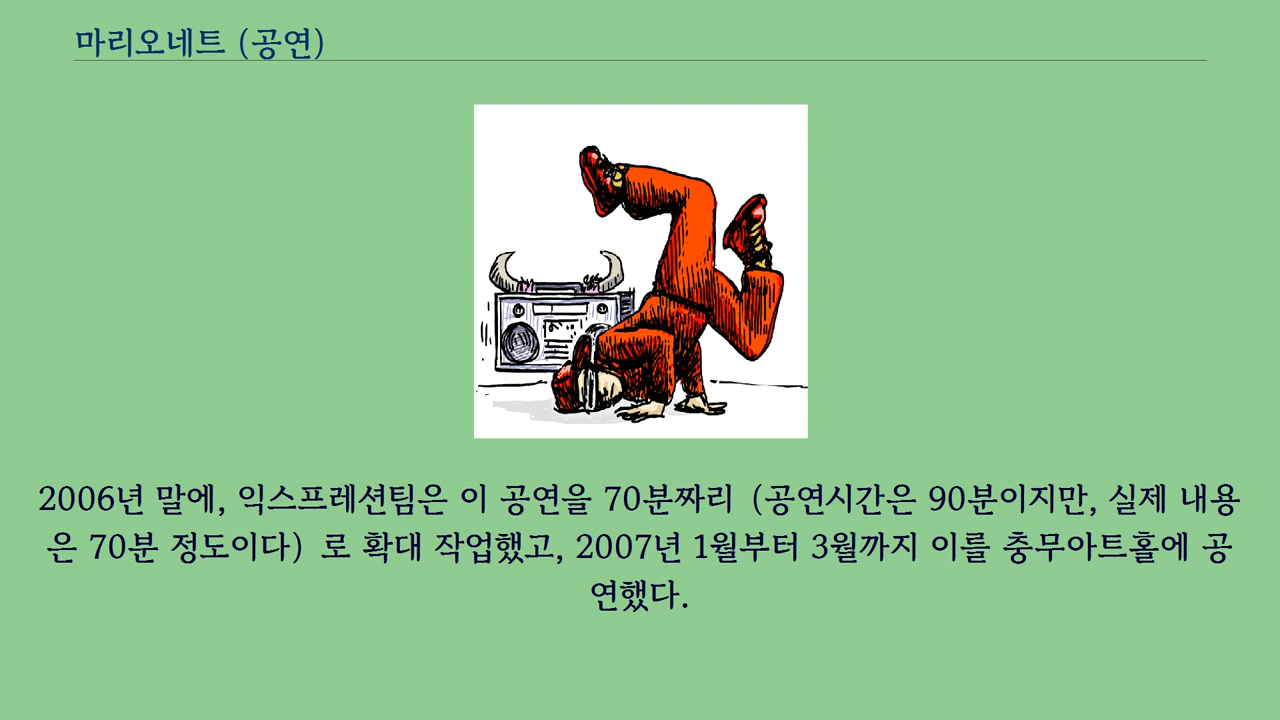 마리오네트 (공연)
2006년 말에, 익스프레션팀은 이 공연을 70분짜리 (공연시간은 90분이지만, 실제 내용
은 70분 정도이다) 로 확대 작업했고, 2007년 1월부터 3월까지 이를 충무아트홀에 공
연했다.